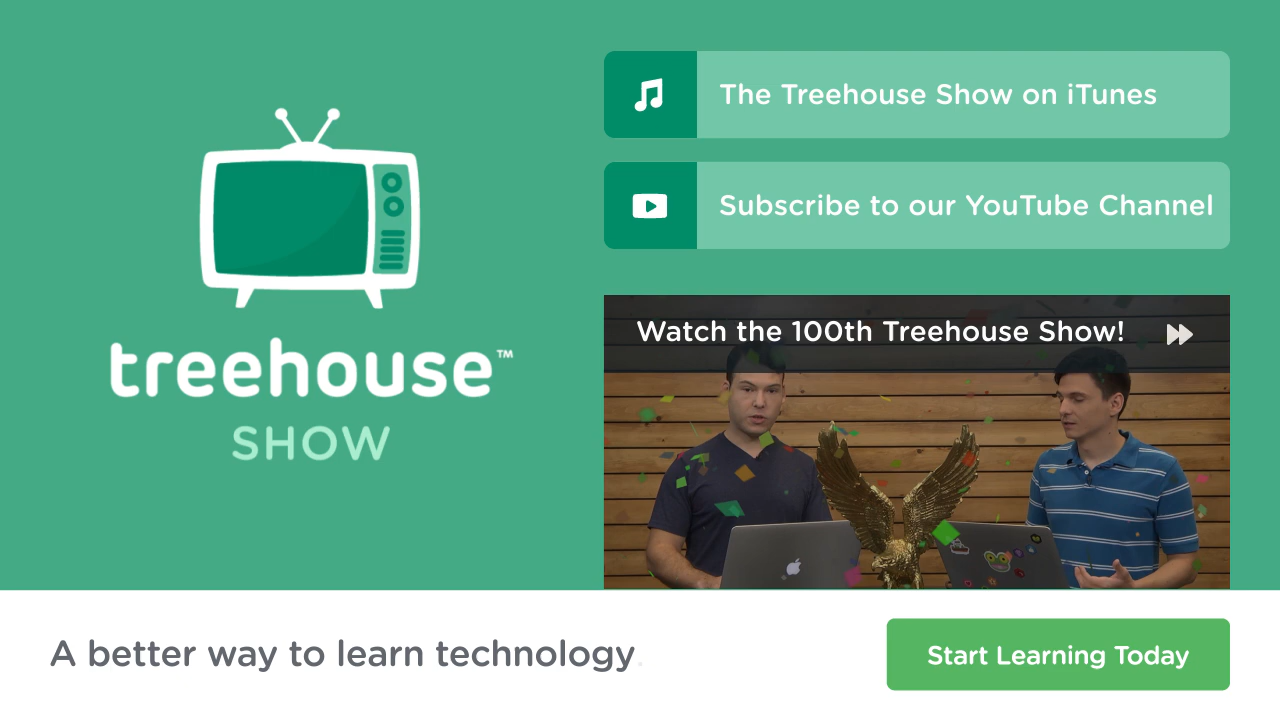 treehouse™
SHOW
The Treehouse Show on iTunes
Subscribe to our YouTube Channel
Watch the 100th Treehouse Show!
A better way to learn technology.
Start Learning Today